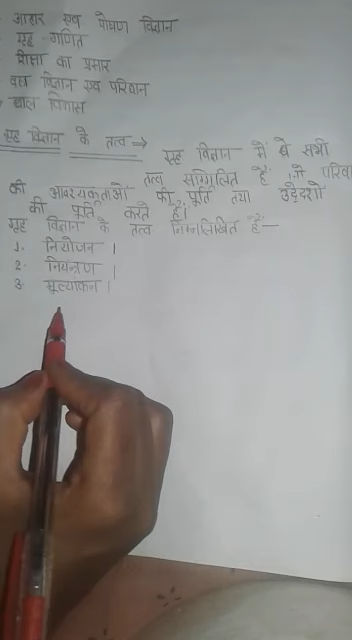 आहार एवं पोषण विज्ञान
गृह - गणित
शिक्षा का प्रसार
वस्त्र विज्ञान एवं परिधान
बाल विकास
गृह विज्ञान के तत्व ⇒ गृह विज्ञान में वे सभी
तत्व सम्मिलित हैं जो परिवार
की आवश्यकताओं की पूर्ति तथा उद्देश्यों
की पूर्ति करते हैं।
गृह विज्ञान के तत्व निम्नलिखित हैं—
1. नियोजन ।
2. नियन्त्रण ।
3. मूल्यांकन ।